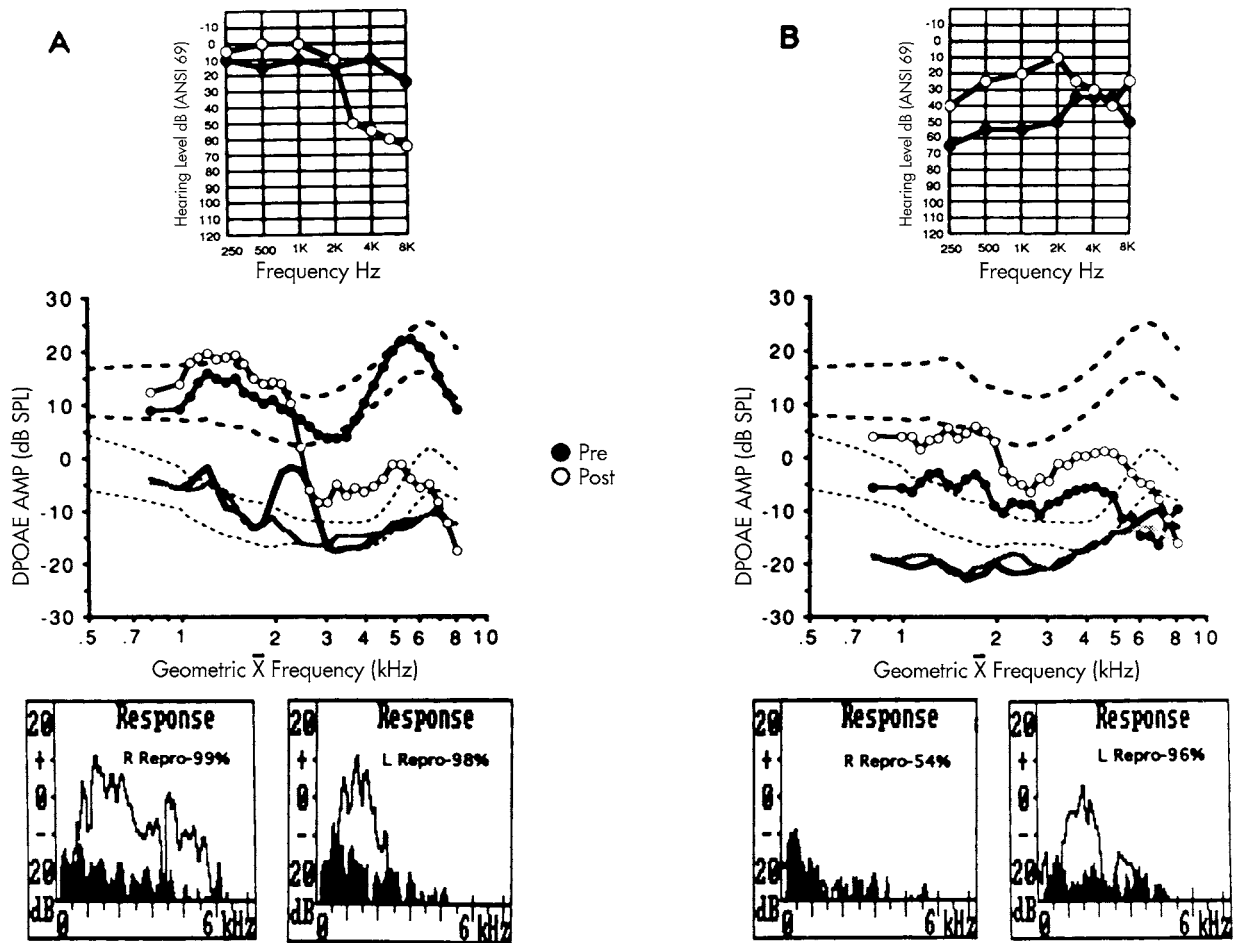 A
-10
0
10
20
30
40
50
60
70
80
90
100
110
120
Hearing Level dB (ANSI 69)
250 500 1K 2K 4K 8K
Frequency Hz
B
-10
0
10
20
30
40
50
60
70
80
90
100
110
120
Hearing Level dB (ANSI 69)
250 500 1K 2K 4K 8K
Frequency Hz
30
20
10
0
-10
-20
-30
DPOAE AMP (dB SPL)
.5 .7 1 2 3 4 5 6 8 10
Geometric X̄ Frequency (kHz)
Pre
Post
30
20
10
0
-10
-20
-30
DPOAE AMP (dB SPL)
.5 .7 1 2 3 4 5 6 8 10
Geometric X̄ Frequency (kHz)
Response
R Repro-99%
20
+
0
-
20
dB
0 6 kHz
Response
L Repro-98%
20
+
0
-
20
dB
0 6 kHz
Response
R Repro-54%
20
+
0
-
20
dB
0 6 kHz
Response
L Repro-96%
20
+
0
-
20
dB
0 6 kHz